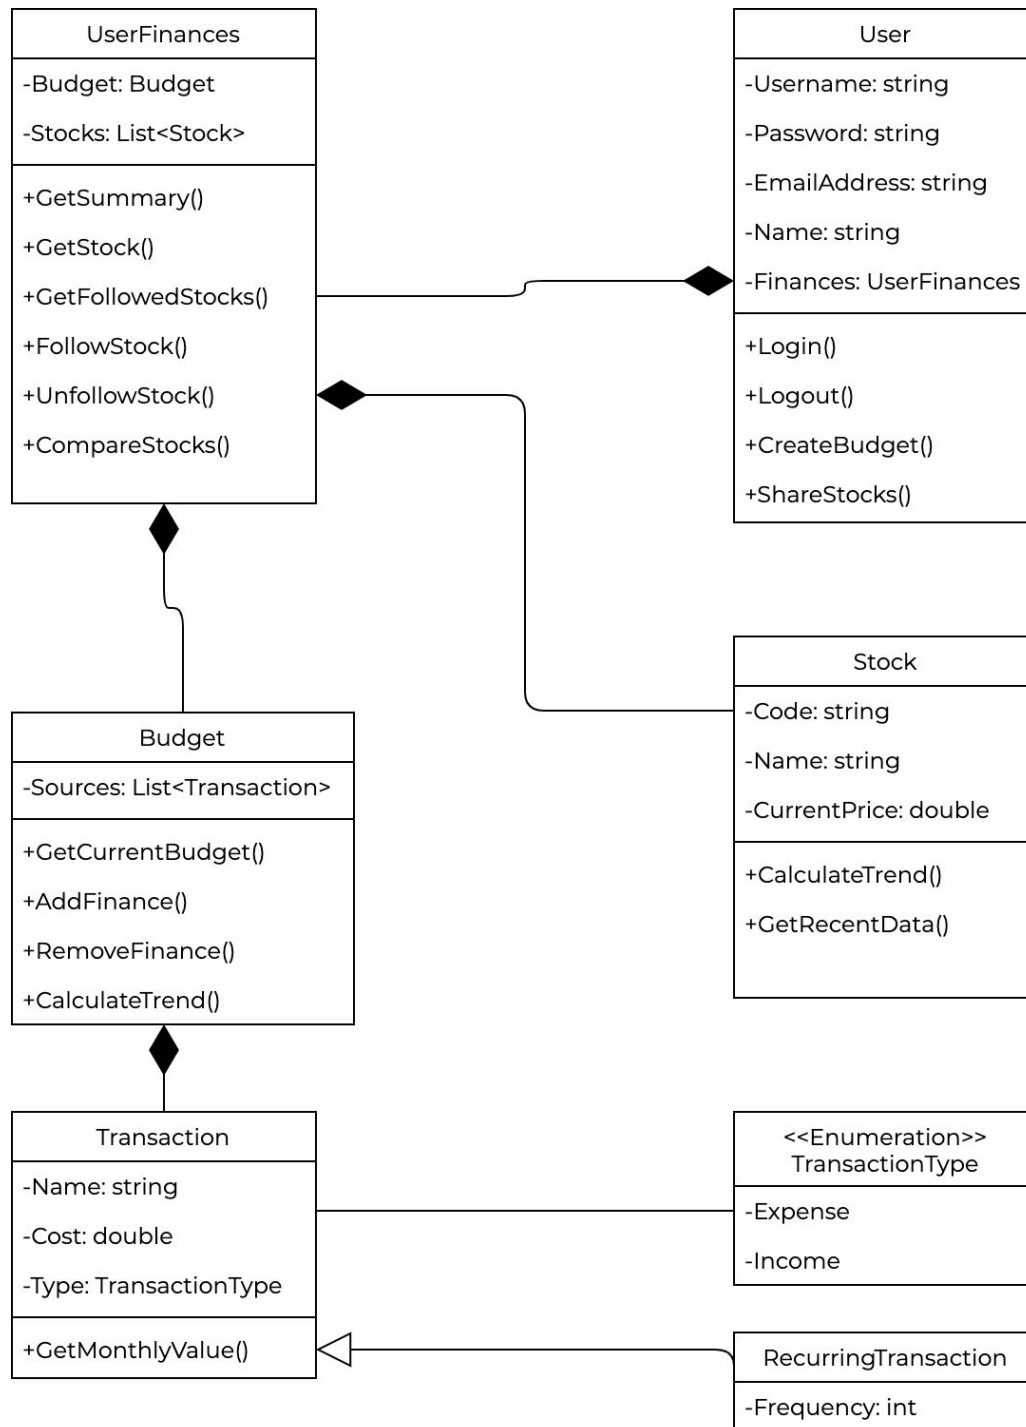 UserFinances
-Budget: Budget
-Stocks: List<Stock>
+GetSummary()
+GetStock()
+GetFollowedStocks()
+FollowStock()
+UnfollowStock()
+CompareStocks()
User
-Username: string
-Password: string
-EmailAddress: string
-Name: string
-Finances: UserFinances
+Login()
+Logout()
+CreateBudget()
+ShareStocks()
Stock
-Code: string
-Name: string
-CurrentPrice: double
+CalculateTrend()
+GetRecentData()
Budget
-Sources: List<Transaction>
+GetCurrentBudget()
+AddFinance()
+RemoveFinance()
+CalculateTrend()
Transaction
-Name: string
-Cost: double
-Type: TransactionType
+GetMonthlyValue()
<<Enumeration>>
TransactionType
-Expense
-Income
RecurringTransaction
-Frequency: int